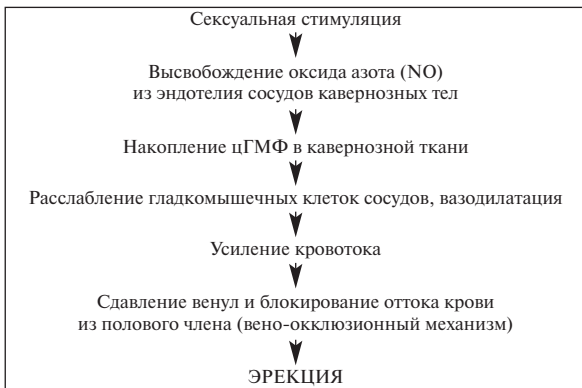 Сексуальная стимуляция
Высвобождение оксида азота (NO)
из эндотелия сосудов кавернозных тел
Накопление цГМФ в кавернозной ткани
Расслабление гладкомышечных клеток сосудов, вазодилатация
Усиление кровотока
Сдавление венул и блокирование оттока крови
из полового члена (вено-окклюзионный механизм)
ЭРЕКЦИЯ